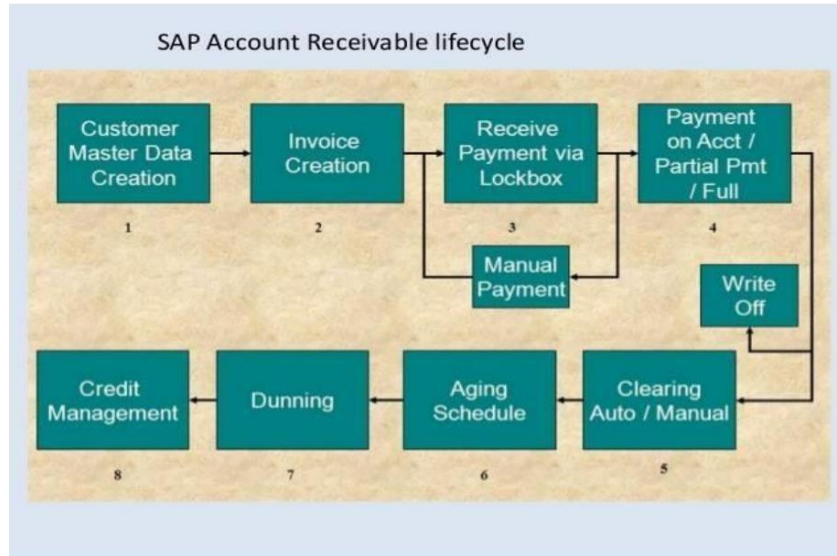 SAP Account Receivable lifecycle
Customer
Master Data
Creation
Invoice
Creation
Receive
Payment via
Lockbox
Payment
on Acct /
Partial Pmt
/ Full
1
2
3
4
Manual
Payment
Write
Off
Credit
Management
Dunning
Aging
Schedule
Clearing
Auto / Manual
8
7
6
5